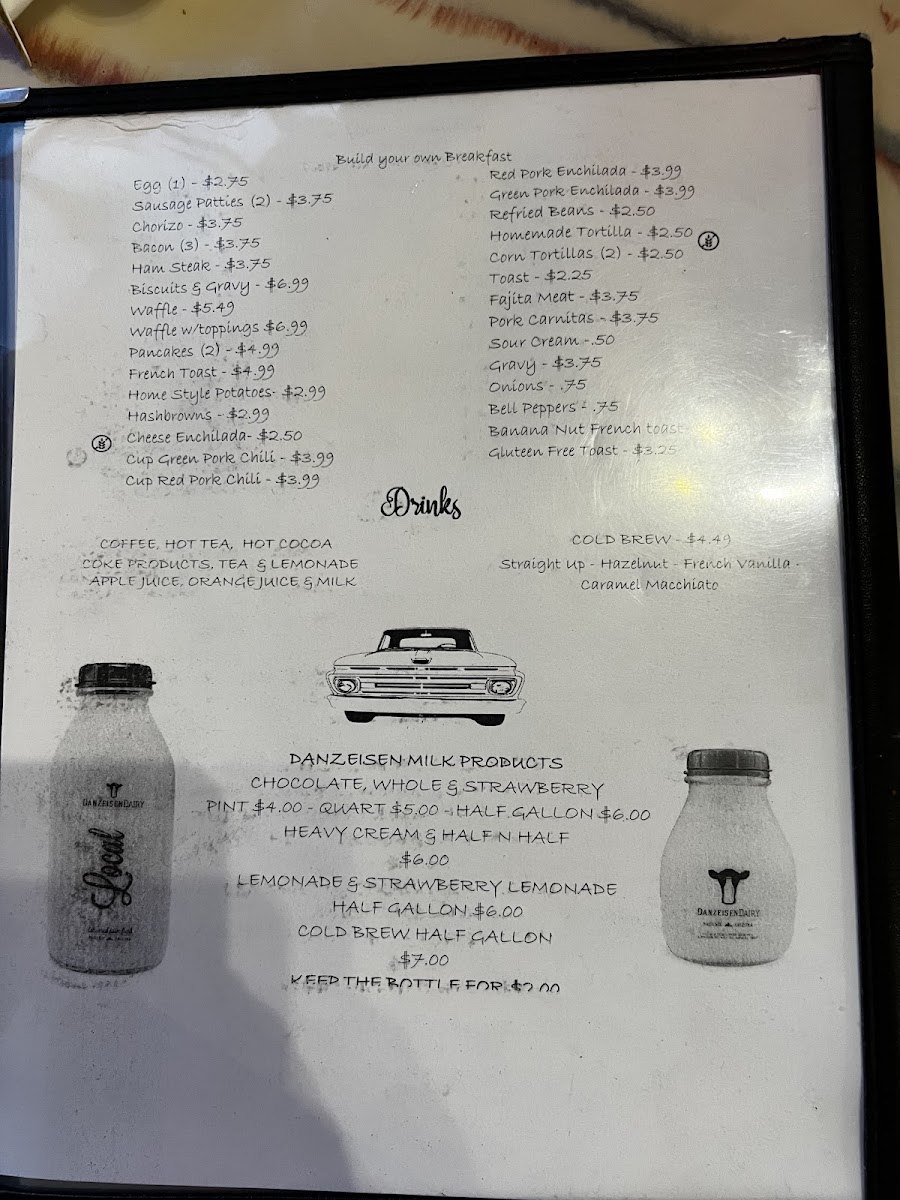 Build your own Breakfast
Egg (1) - $2.75
Sausage Patties (2) - $3.75
Chorizo - $3.75
Bacon (3) - $3.75
Ham Steak - $3.75
Biscuits & Gravy - $6.99
Waffle - $5.49
Waffle w/toppings $6.99
Pancakes (2) - $4.99
French Toast - $4.99
Home Style Potatoes- $2.99
Hashbrowns - $2.99
Cheese Enchilada- $2.50
Cup Green Pork Chili - $3.99
Cup Red Pork Chili - $3.99
Red Pork Enchilada - $3.99
Green Pork Enchilada - $3.99
Refried Beans - $2.50
Homemade Tortilla - $2.50
Corn Tortillas (2) - $2.50
Toast - $2.25
Fajita Meat - $3.75
Pork Carnitas - $3.75
Sour Cream -.50
Gravy - $3.75
Onions - .75
Bell Peppers - .75
Banana Nut French toast
Gluteen Free Toast - $3.25
Drinks
COFFEE, HOT TEA, HOT COCOA
COKE PRODUCTS, TEA & LEMONADE
APPLE JUICE, ORANGE JUICE & MILK
COLD BREW - $4.49
Straight Up - Hazelnut - French Vanilla -
Caramel Macchiato
DANZEISEN MILK PRODUCTS
CHOCOLATE, WHOLE & STRAWBERRY
PINT $4.00 - QUART $5.00 - HALF GALLON $6.00
HEAVY CREAM & HALF N HALF
$6.00
LEMONADE & STRAWBERRY LEMONADE
HALF GALLON $6.00
COLD BREW HALF GALLON
$7.00
KEEP THE BOTTLE FOR $2.00
DANZEISEN DAIRY
Local
DANZEISEN DAIRY